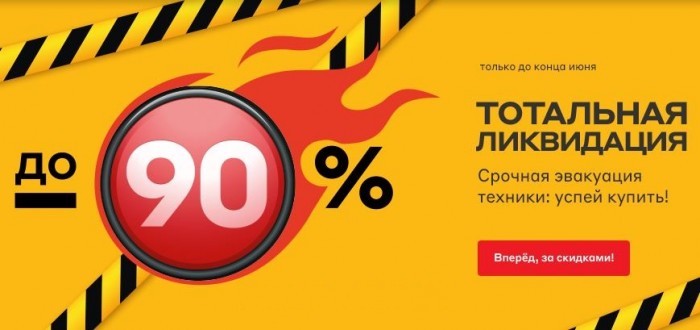 ДО
90
%
только до конца июня
ТОТАЛЬНАЯ
ЛИКВИДАЦИЯ
Срочная эвакуация
техники: успей купить!
Вперёд, за скидками!